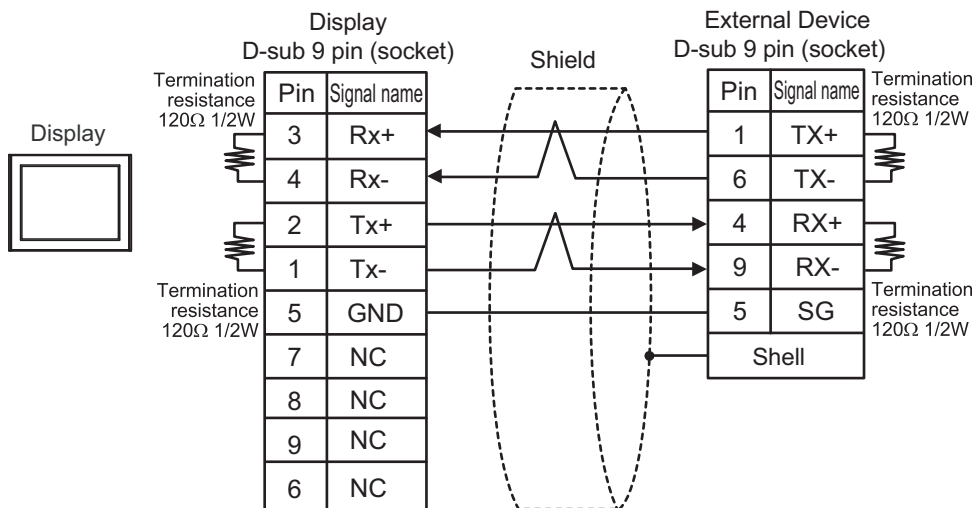 Display
D-sub 9 pin (socket)
External Device
D-sub 9 pin (socket)
Shield
Display
Termination
resistance
120Ω 1/2W
Pin Signal name
3 Rx+
4 Rx-
2 Tx+
1 Tx-
5 GND
7 NC
8 NC
9 NC
6 NC
Termination
resistance
120Ω 1/2W
Pin Signal name
1 TX+
6 TX-
4 RX+
9 RX-
5 SG
Shell
Termination
resistance
120Ω 1/2W
Termination
resistance
120Ω 1/2W